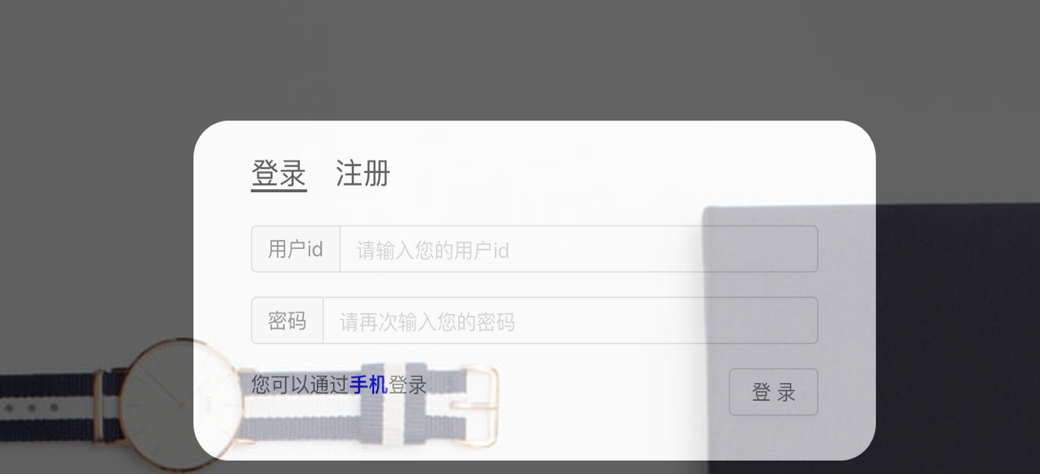 登录 注册
用户id 请输入您的用户id
密码 请再次输入您的密码
您可以通过手机登录
登 录